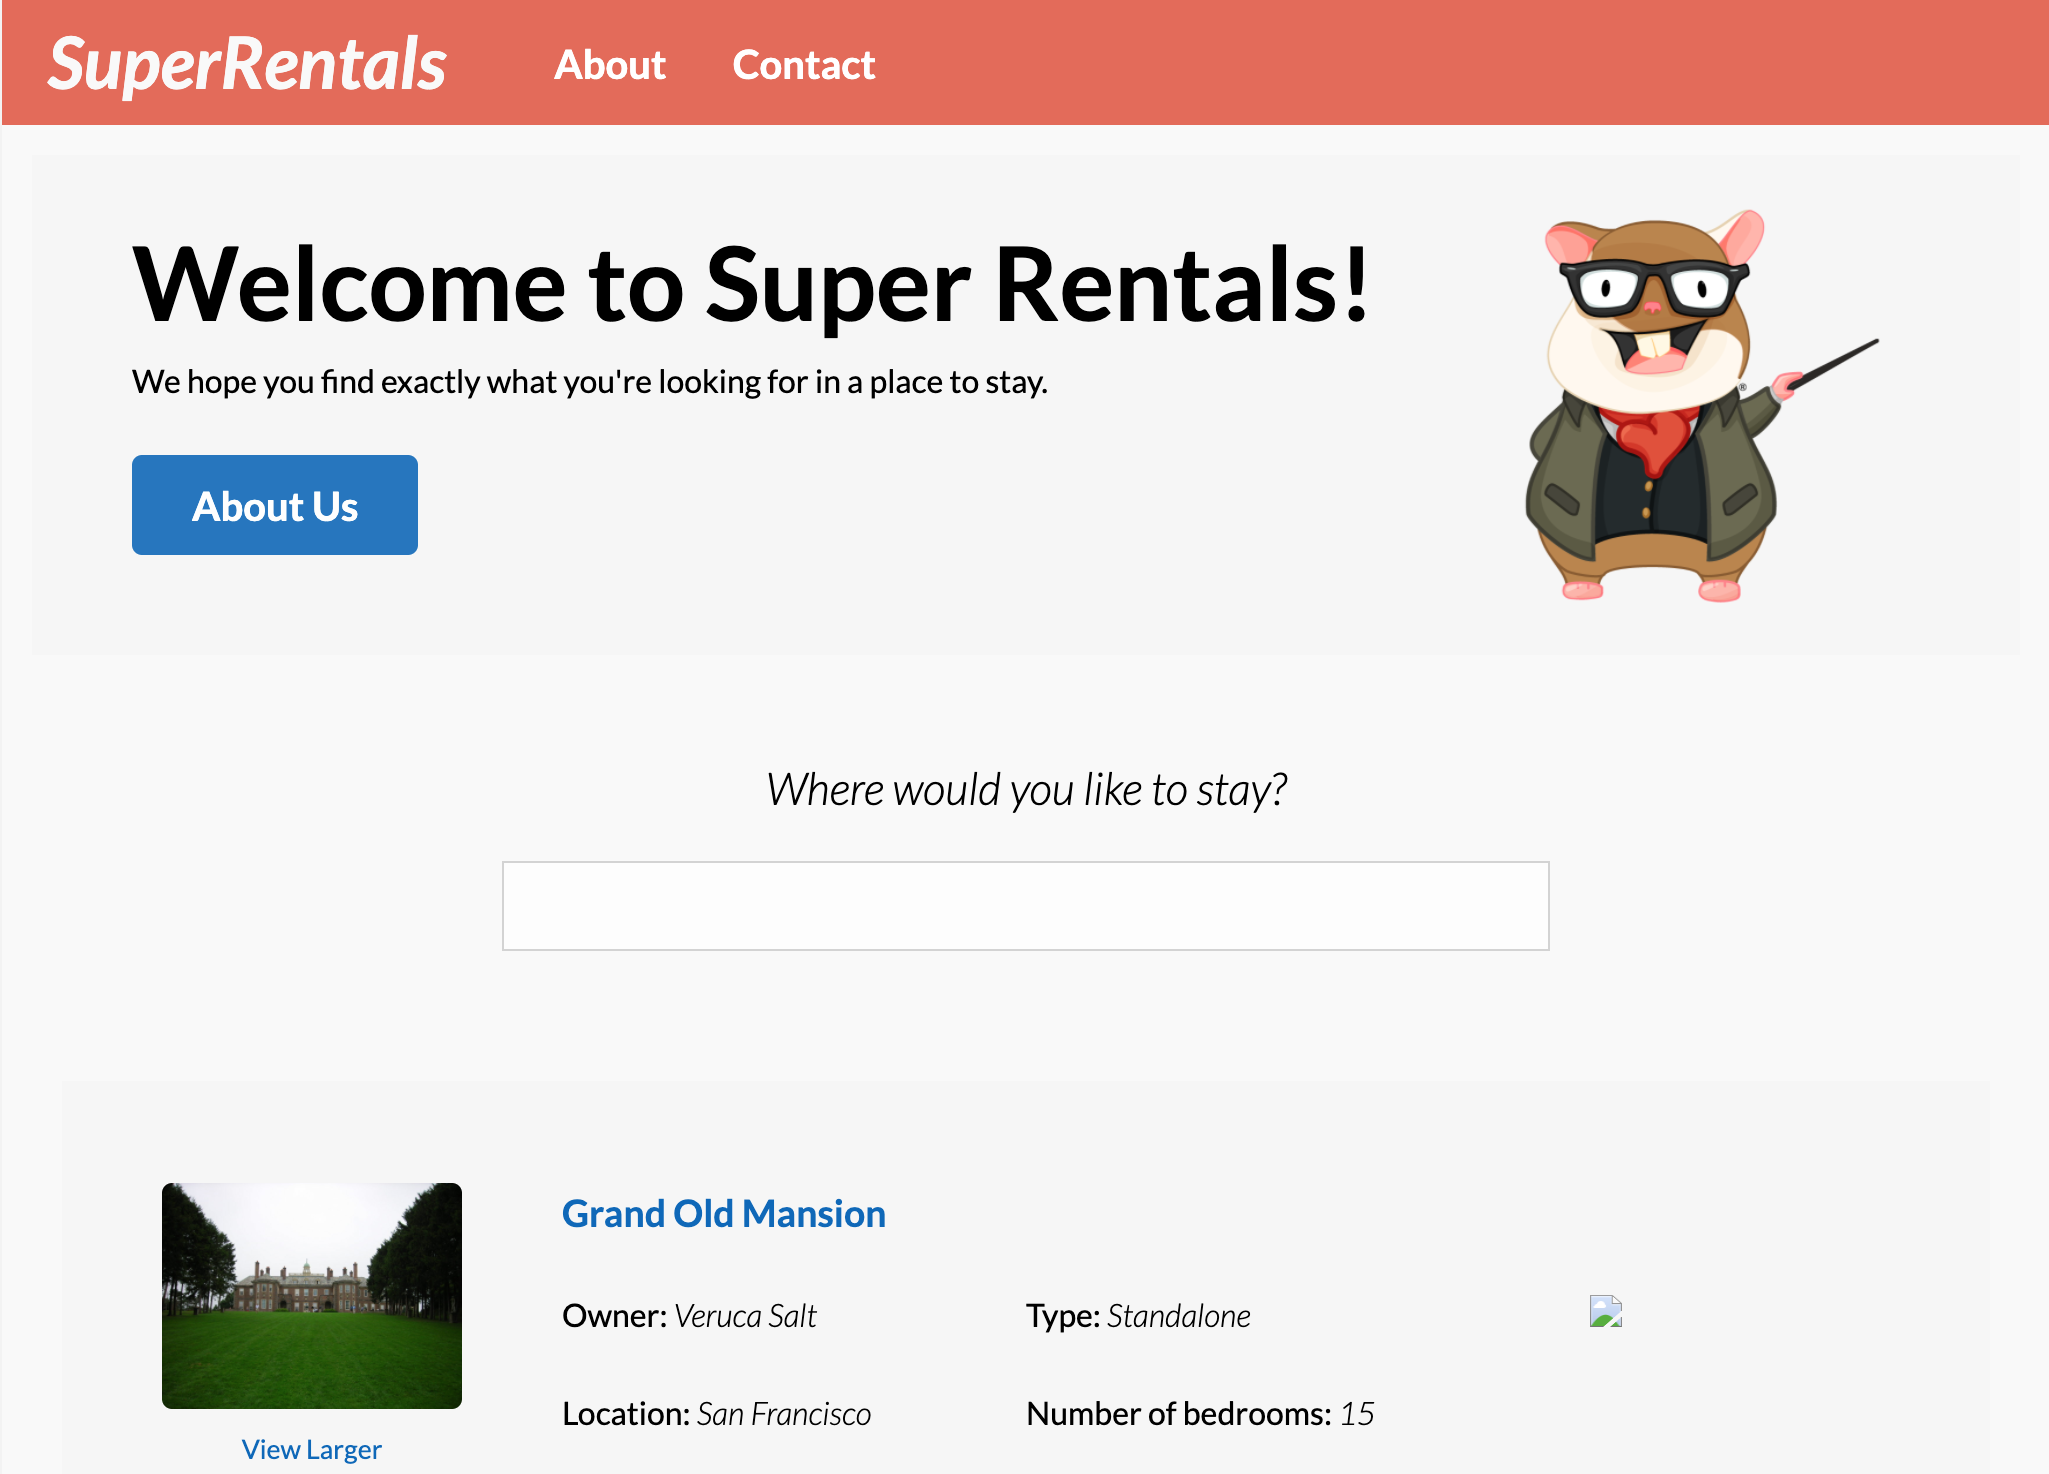 SuperRentals About Contact
Welcome to Super Rentals!
We hope you find exactly what you're looking for in a place to stay.
®
About Us
Where would you like to stay?
Grand Old Mansion
Owner: Veruca Salt Type: Standalone
Location: San Francisco Number of bedrooms: 15
View Larger